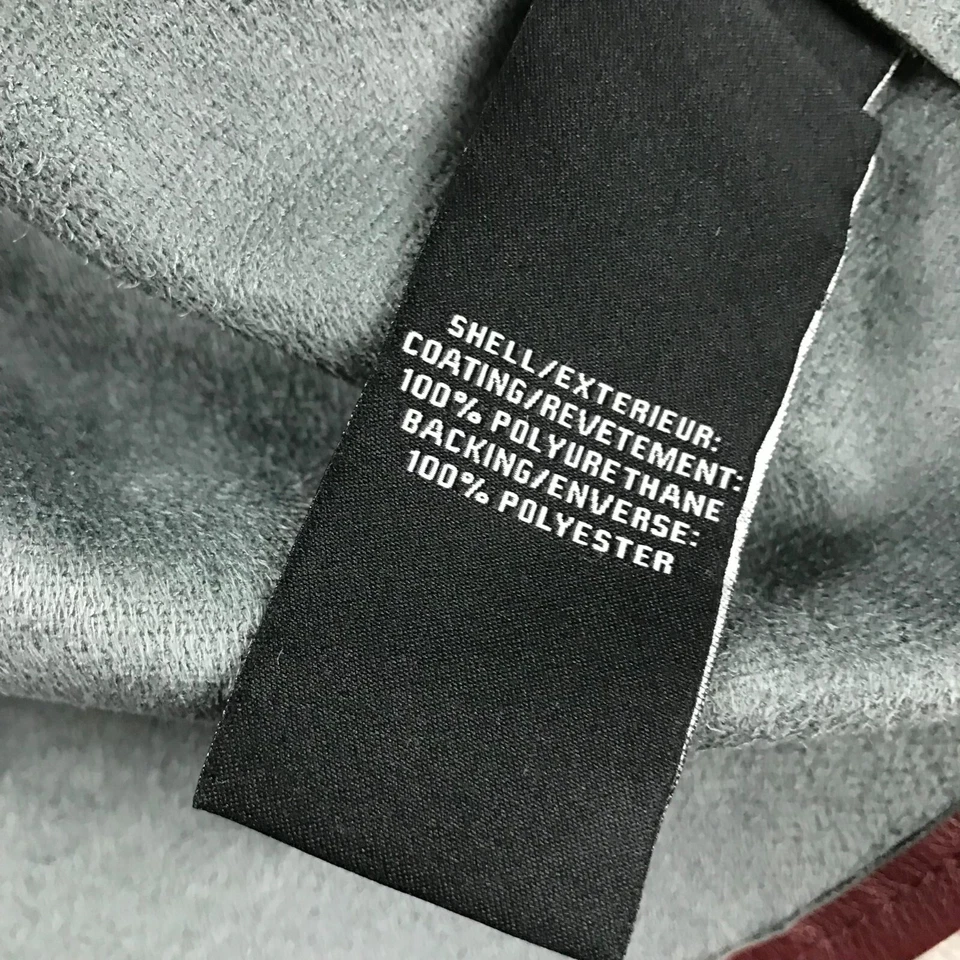 SHELL/EXTERIEUR:
COATING/REVETEMENT:
100% POLYURETHANE
BACKING/ENVERSE:
100% POLYESTER